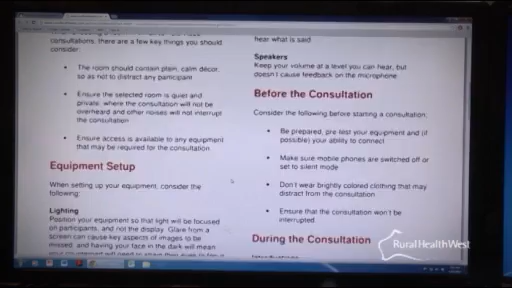 consultations, there are a few key things you should
consider:
• The room should contain plain, calm décor,
so as not to distract any participant
• Ensure the selected room is quiet and
private, where the consultation will not be
overheard and other noises will not interrupt
the consultation
• Ensure access is available to any equipment
that may be required for the consultation
Equipment Setup
When setting up your equipment, consider the
following:
Lighting
Position your equipment so that light will be focused
on participants, and not the display. Glare from a
screen can cause key aspects of images to be
missed, and having your face in the dark will mean
hear what is said
Speakers
Keep your volume at a level you can hear, but
doesn't cause feedback on the microphone
Before the Consultation
Consider the following before starting a consultation,
• Be prepared, pre test your equipment and (if
possible) your ability to connect
• Make sure mobile phones are switched off or
set to silent mode
• Don't wear brightly colored clothing that may
distract from the consultation
• Ensure that the consultation won't be
interrupted
During the Consultation
RuralHealthWest